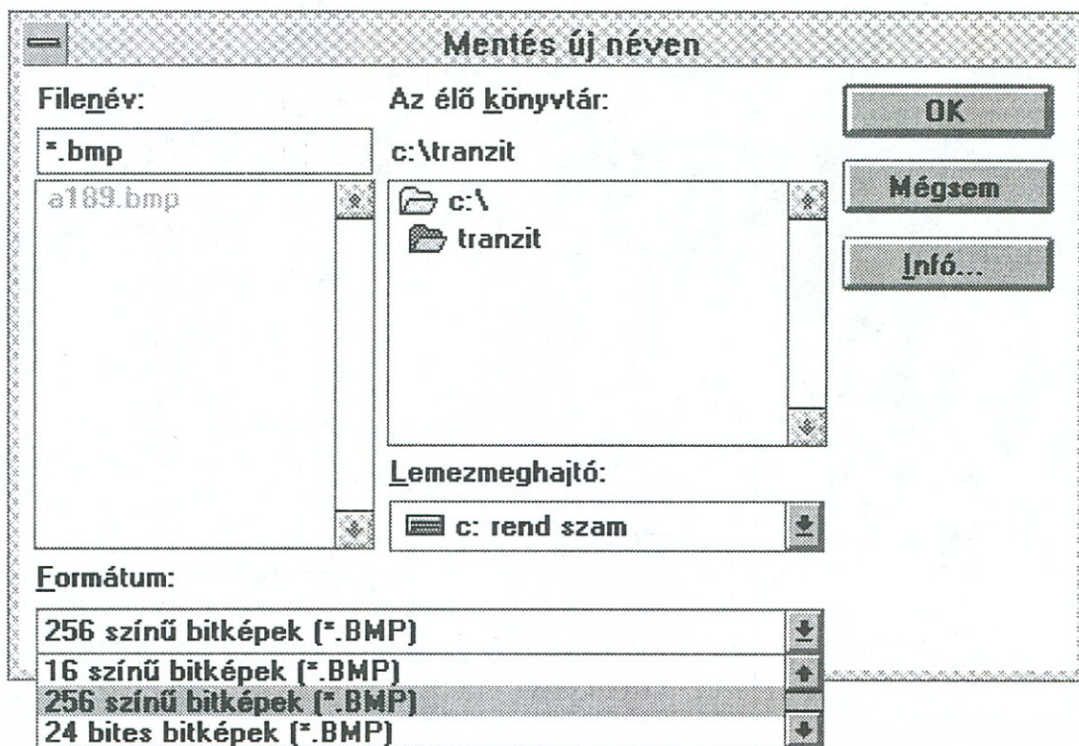 Mentés új néven
Filenév:
*.bmp
a189.bmp
Az élő könyvtár:
c:\tranzit
c:\
tranzit
Lemezmeghajtó:
c: rend szam
OK
Mégsem
Infó...
Formátum:
256 színű bitképek (*.BMP)
16 színű bitképek (*.BMP)
256 színű bitképek (*.BMP)
24 bites bitképek (*.BMP)